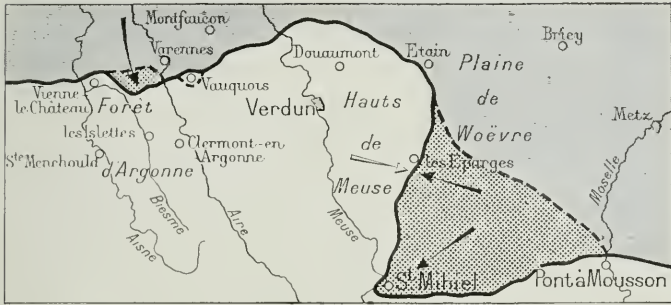 Montfaucon
Varennes
Vienne
le Château
Forêt
Vauquois
les Islettes
Ste Menehould
d'Argonne
Clermont-en
Argonne
Biesme
Aisne
Aire
Douaumont
Etain
Briey
Verdun
Hauts
de
Meuse
Meuse
les Eparges
Plaine
de
Woëvre
Metz
Moselle
St Mihiel
Pont à Mousson